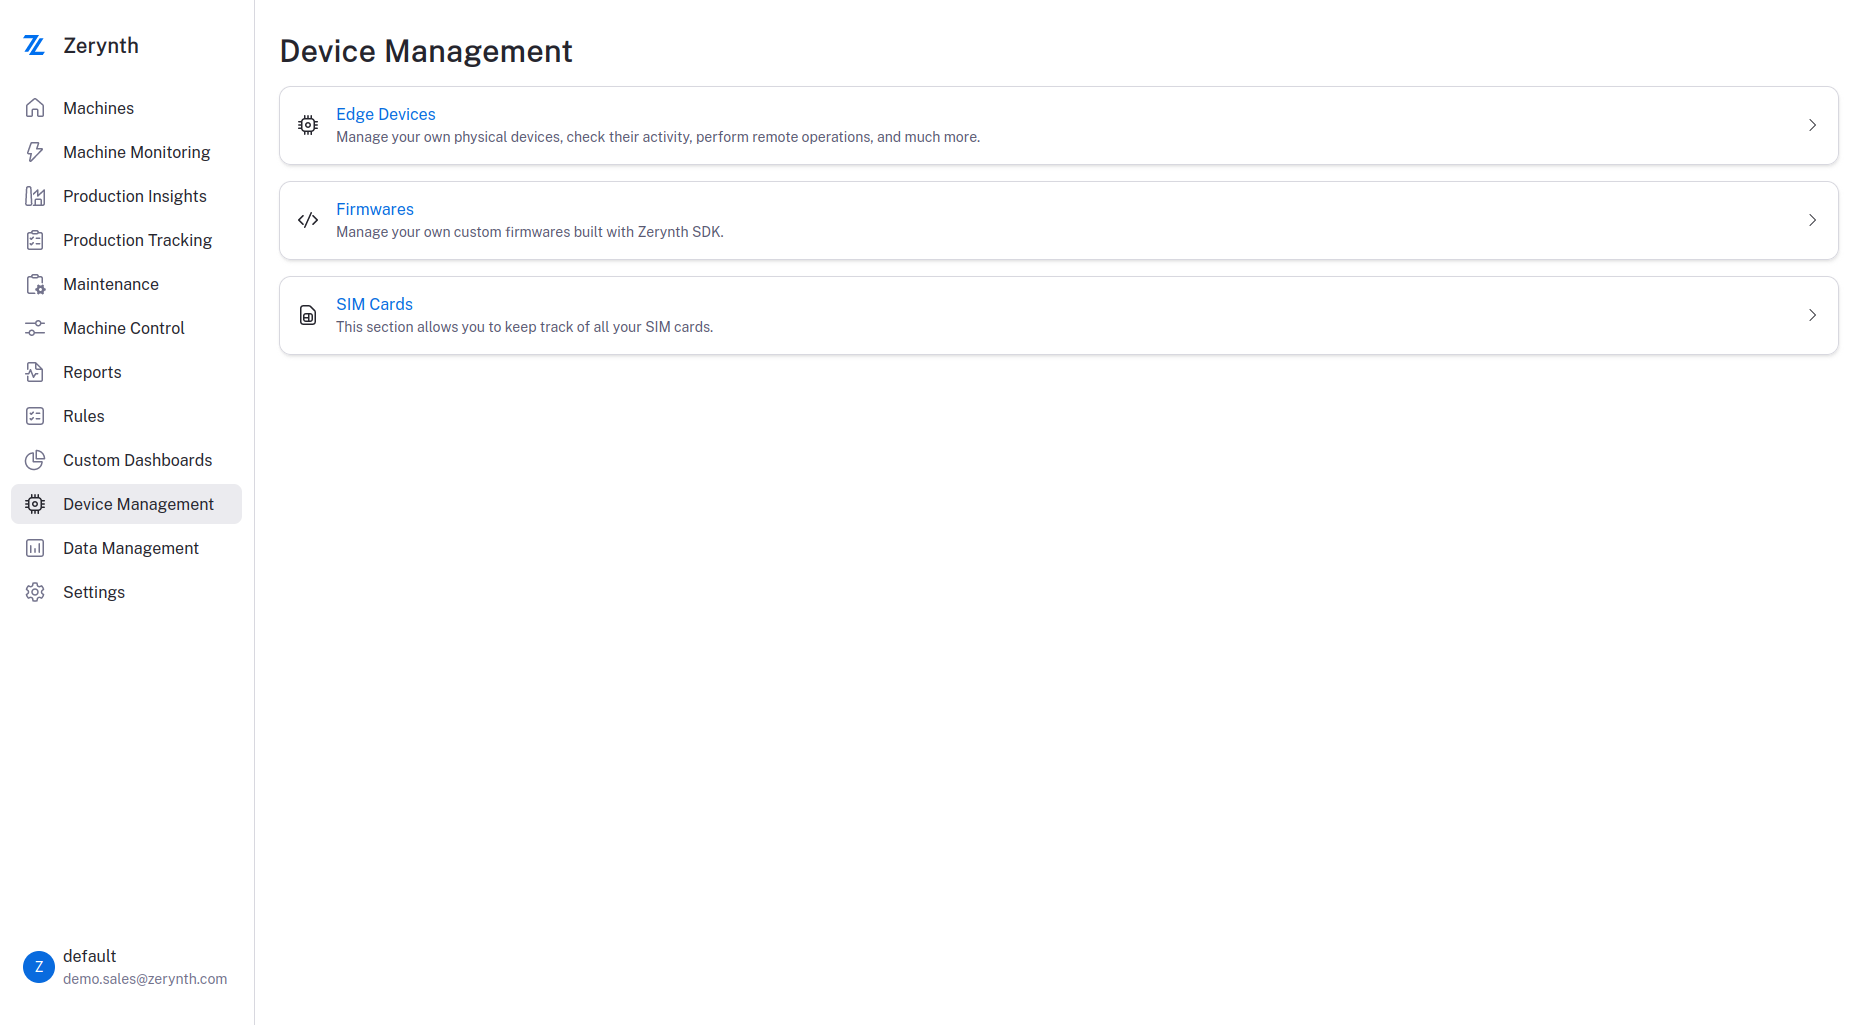 Zerynth
Machines
Machine Monitoring
Production Insights
Production Tracking
Maintenance
Machine Control
Reports
Rules
Custom Dashboards
Device Management
Data Management
Settings
Z
default
demo.sales@zerynth.com
Device Management
Edge Devices
Manage your own physical devices, check their activity, perform remote operations, and much more.
Firmwares
Manage your own custom firmwares built with Zerynth SDK.
SIM Cards
This section allows you to keep track of all your SIM cards.